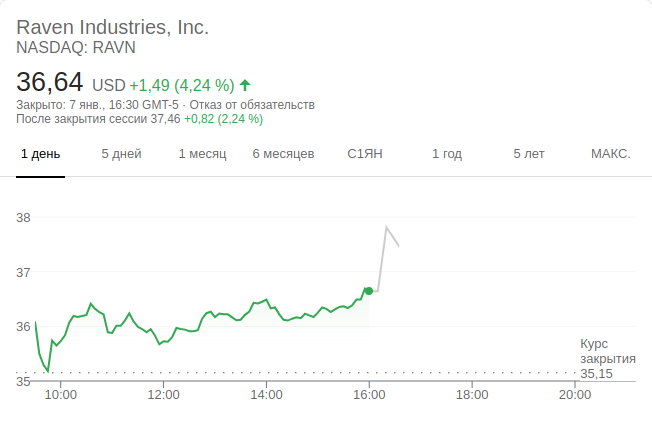 Raven Industries, Inc.
NASDAQ: RAVN
36,64 USD +1,49 (4,24 %)
Закрыто: 7 янв., 16:30 GMT-5 · Отказ от обязательств
После закрытия сессии 37,46 +0,82 (2,24 %)
1 день 5 дней 1 месяц 6 месяцев С1ЯН 1 год 5 лет МАКС.
38
37
36
35
Курс
закрытия
35,15
10:00 12:00 14:00 16:00 18:00 20:00